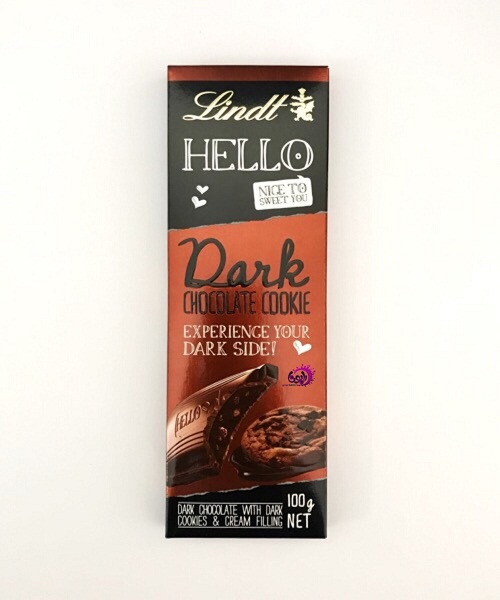 Lindt
HELLO
NICE TO
SWEET YOU
Dark
CHOCOLATE COOKIE
EXPERIENCE YOUR
DARK SIDE!
HELLO
DARK CHOCOLATE WITH DARK
COOKIES & CREAM FILLING
100g
NET